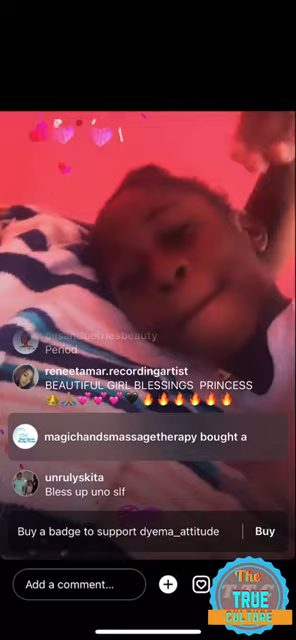 oilsandberriesbeauty
Period
reneetamar.recordingartist
BEAUTIFUL GIRL BLESSINGS PRINCESS
magichandsmassagetherapy bought a
unrulyskita
Bless up uno slf
Buy a badge to support dyema_attitude
Buy
Add a comment...
The
TRUE
CULTURE